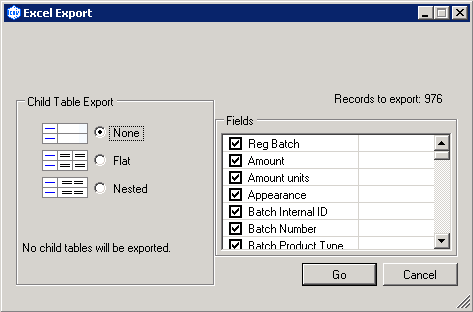 Excel Export
Records to export: 976
Child Table Export
None
Flat
Nested
No child tables will be exported.
Fields
Reg Batch
Amount
Amount units
Appearance
Batch Internal ID
Batch Number
Batch Product Type
Go
Cancel